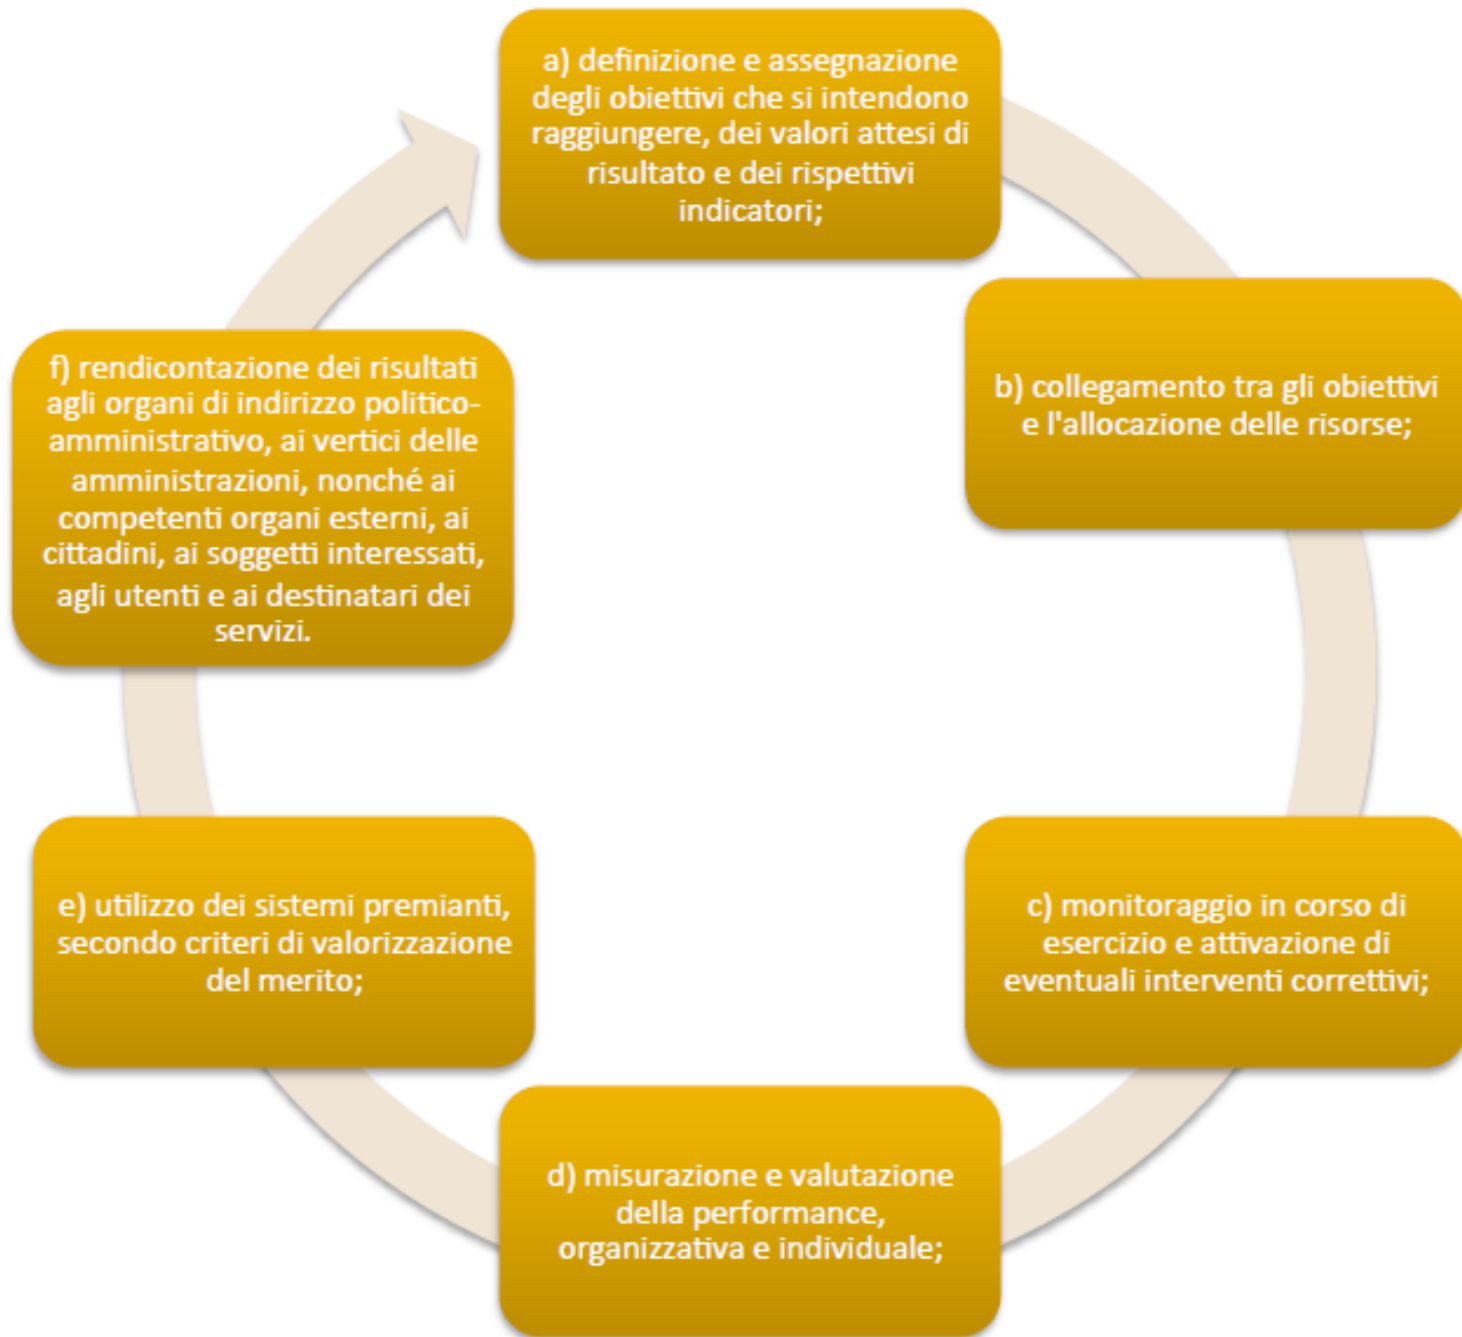 a) definizione e assegnazione
degli obiettivi che si intendono
raggiungere, dei valori attesi di
risultato e dei rispettivi
indicatori;
b) collegamento tra gli obiettivi
e l'allocazione delle risorse;
c) monitoraggio in corso di
esercizio e attivazione di
eventuali interventi correttivi;
d) misurazione e valutazione
della performance,
organizzativa e individuale;
e) utilizzo dei sistemi premianti,
secondo criteri di valorizzazione
del merito;
f) rendicontazione dei risultati
agli organi di indirizzo politico-
amministrativo, ai vertici delle
amministrazioni, nonché ai
competenti organi esterni, ai
cittadini, ai soggetti interessati,
agli utenti e ai destinatari dei
servizi.